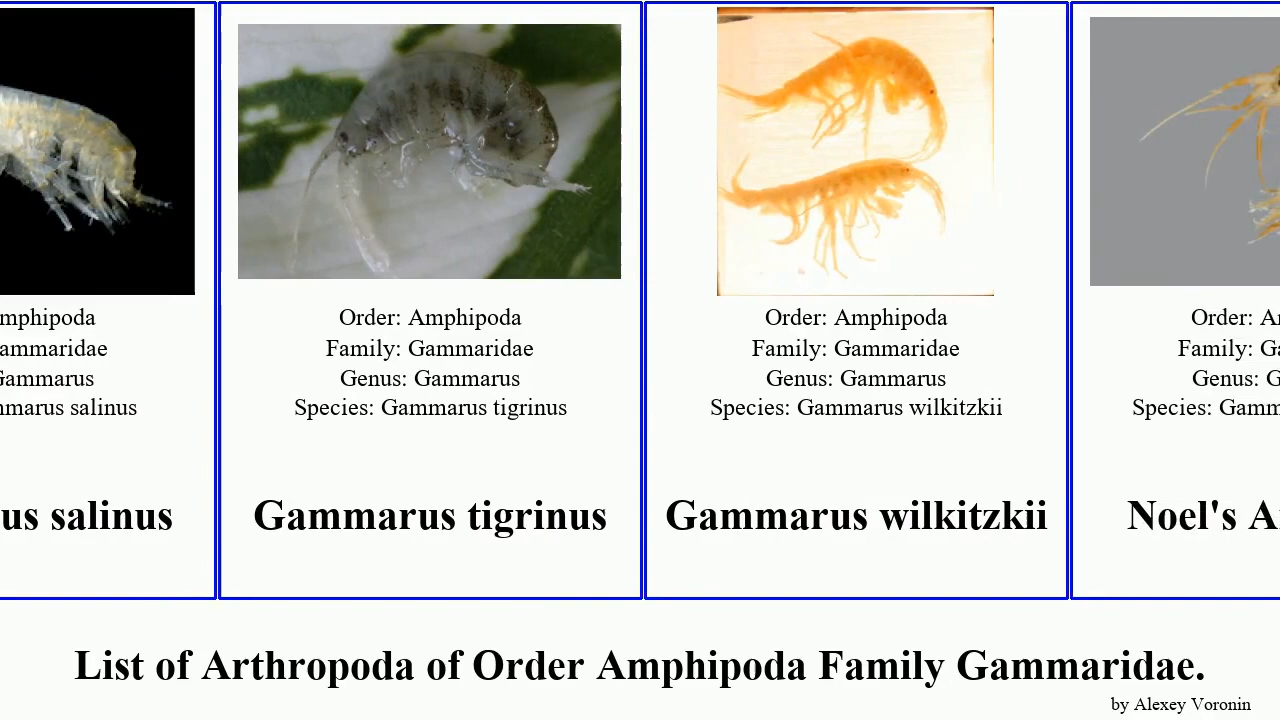 mphipoda
ammaridae
Gammarus
marus salinus
us salinus
Order: Amphipoda
Family: Gammaridae
Genus: Gammarus
Species: Gammarus tigrinus
Gammarus tigrinus
Order: Amphipoda
Family: Gammaridae
Genus: Gammarus
Species: Gammarus wilkitzkii
Gammarus wilkitzkii
Order: A
Family: Ga
Genus: G
Species: Gamm
Noel's A
List of Arthropoda of Order Amphipoda Family Gammaridae.
by Alexey Voronin